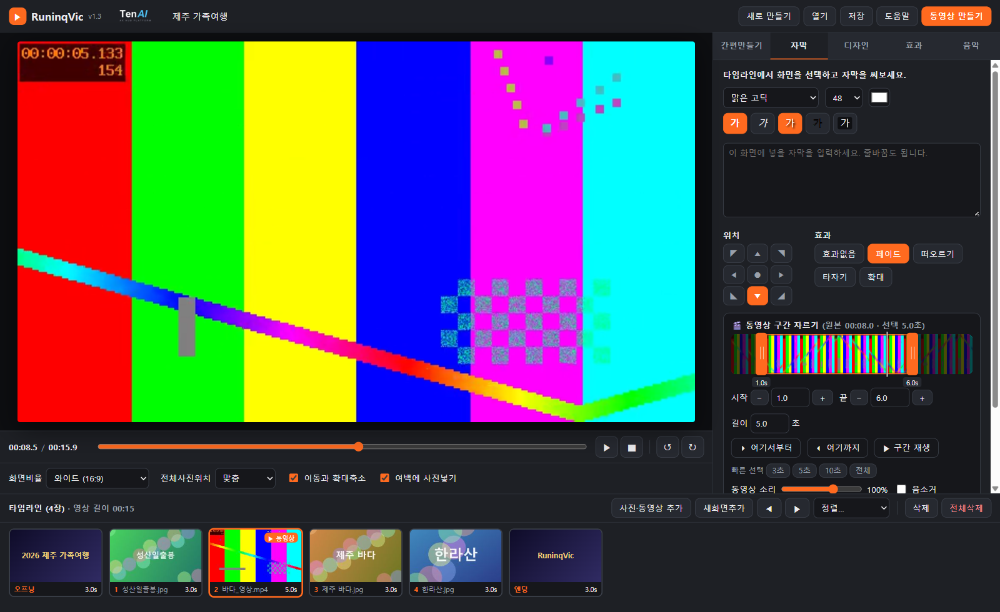 RuninqVic v1.3
TenAI
제주 가족여행
새로 만들기
열기
저장
도움말
동영상 만들기
00:00:05.133
154
간편만들기
자막
디자인
효과
음악
타임라인에서 화면을 선택하고 자막을 써보세요.
맑은 고딕
48
가
가
가
가
가
이 화면에 넣을 자막을 입력하세요. 줄바꿈도 됩니다.
위치
효과
효과없음
페이드
떠오르기
타자기
확대
동영상 구간 자르기 (원본 00:08.0 · 선택 5.0초)
1.0s
6.0s
시작 − 1.0 + 끝 − 6.0 +
길이 5.0 초
여기서부터
여기까지
구간 재생
빠른 선택 3초 5초 10초 전체
동영상 소리 100% 음소거
00:08.5 / 00:15.9
화면비율 와이드 (16:9)
전체사진위치 맞춤
이동과 확대축소
여백에 사진넣기
타임라인 (4장) · 영상 길이 00:15
사진·동영상 추가
새화면추가
정렬...
삭제
전체삭제
2026 제주 가족여행
오프닝 3.0s
성산일출봉
1 성산일출봉.jpg 3.0s
동영상
2 바다_영상.mp4 5.0s
제주 바다
3 제주 바다.jpg 3.0s
한라산
4 한라산.jpg 3.0s
RuninqVic
엔딩 3.0s